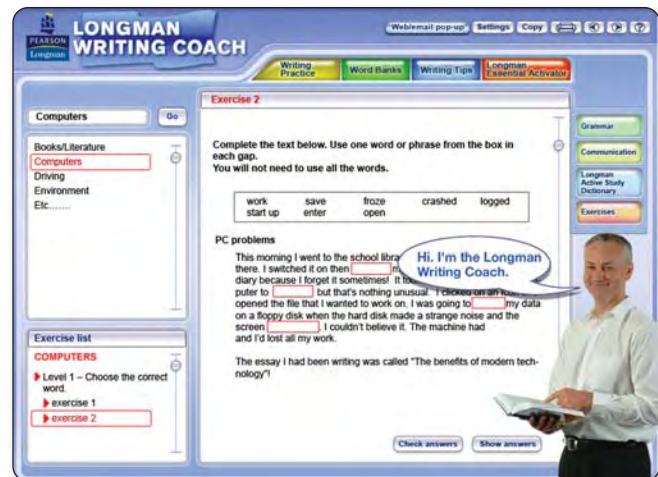 PEARSON
Longman
LONGMAN
WRITING COACH
Web/email pop-up
Settings
Copy
Writing
Practice
Word Banks
Writing Tips
Longman
Essential Activator
Computers
Go
Books/Literature
Computers
Driving
Environment
Etc.......
Exercise list
COMPUTERS
Level 1 – Choose the correct
word.
exercise 1
exercise 2
Exercise 2
Complete the text below. Use one word or phrase from the box in
each gap.
You will not need to use all the words.
work save froze crashed logged
start up enter open
PC problems
This morning I went to the school libra
there. I switched it on then m
diary because I forget it sometimes! It to
puter to but that's nothing unusual. I clicked on an icon
opened the file that I wanted to work on. I was going to my data
on a floppy disk when the hard disk made a strange noise and the
screen . I couldn't believe it. The machine had
and I'd lost all my work.
The essay I had been writing was called "The benefits of modern tech-
nology"!
Check answers
Show answers
Hi. I'm the Longman
Writing Coach.
Grammar
Communication
Longman
Active Study
Dictionary
Exercises